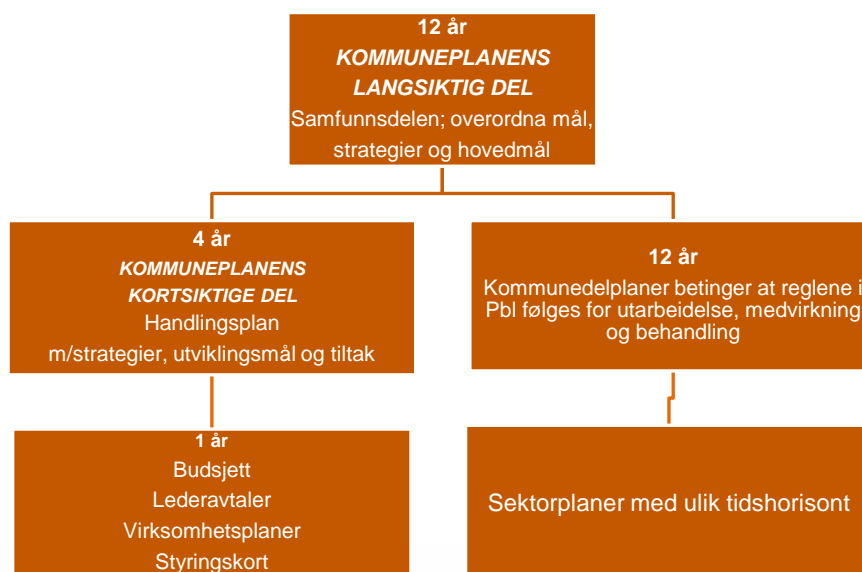 12 år
KOMMUNEPLANENS
LANGSIKTIG DEL
Samfunnsdelen; overordna mål,
strategier og hovedmål
4 år
KOMMUNEPLANENS
KORTSIKTIGE DEL
Handlingsplan
m/strategier, utviklingsmål og tiltak
12 år
Kommunedelplaner betinger at reglene i
Pbl følges for utarbeidelse, medvirkning
og behandling
1 år
Budsjett
Lederavtaler
Virksomhetsplaner
Styringskort
Sektorplaner med ulik tidshorisont